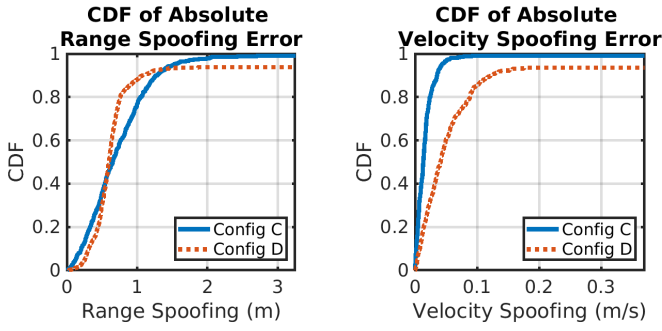 CDF of Absolute
Range Spoofing Error
1
0.8
0.6
0.4
0.2
0
CDF
Config C
Config D
0 1 2 3
Range Spoofing (m)
CDF of Absolute
Velocity Spoofing Error
1
0.8
0.6
0.4
0.2
0
CDF
Config C
Config D
0 0.1 0.2 0.3
Velocity Spoofing (m/s)